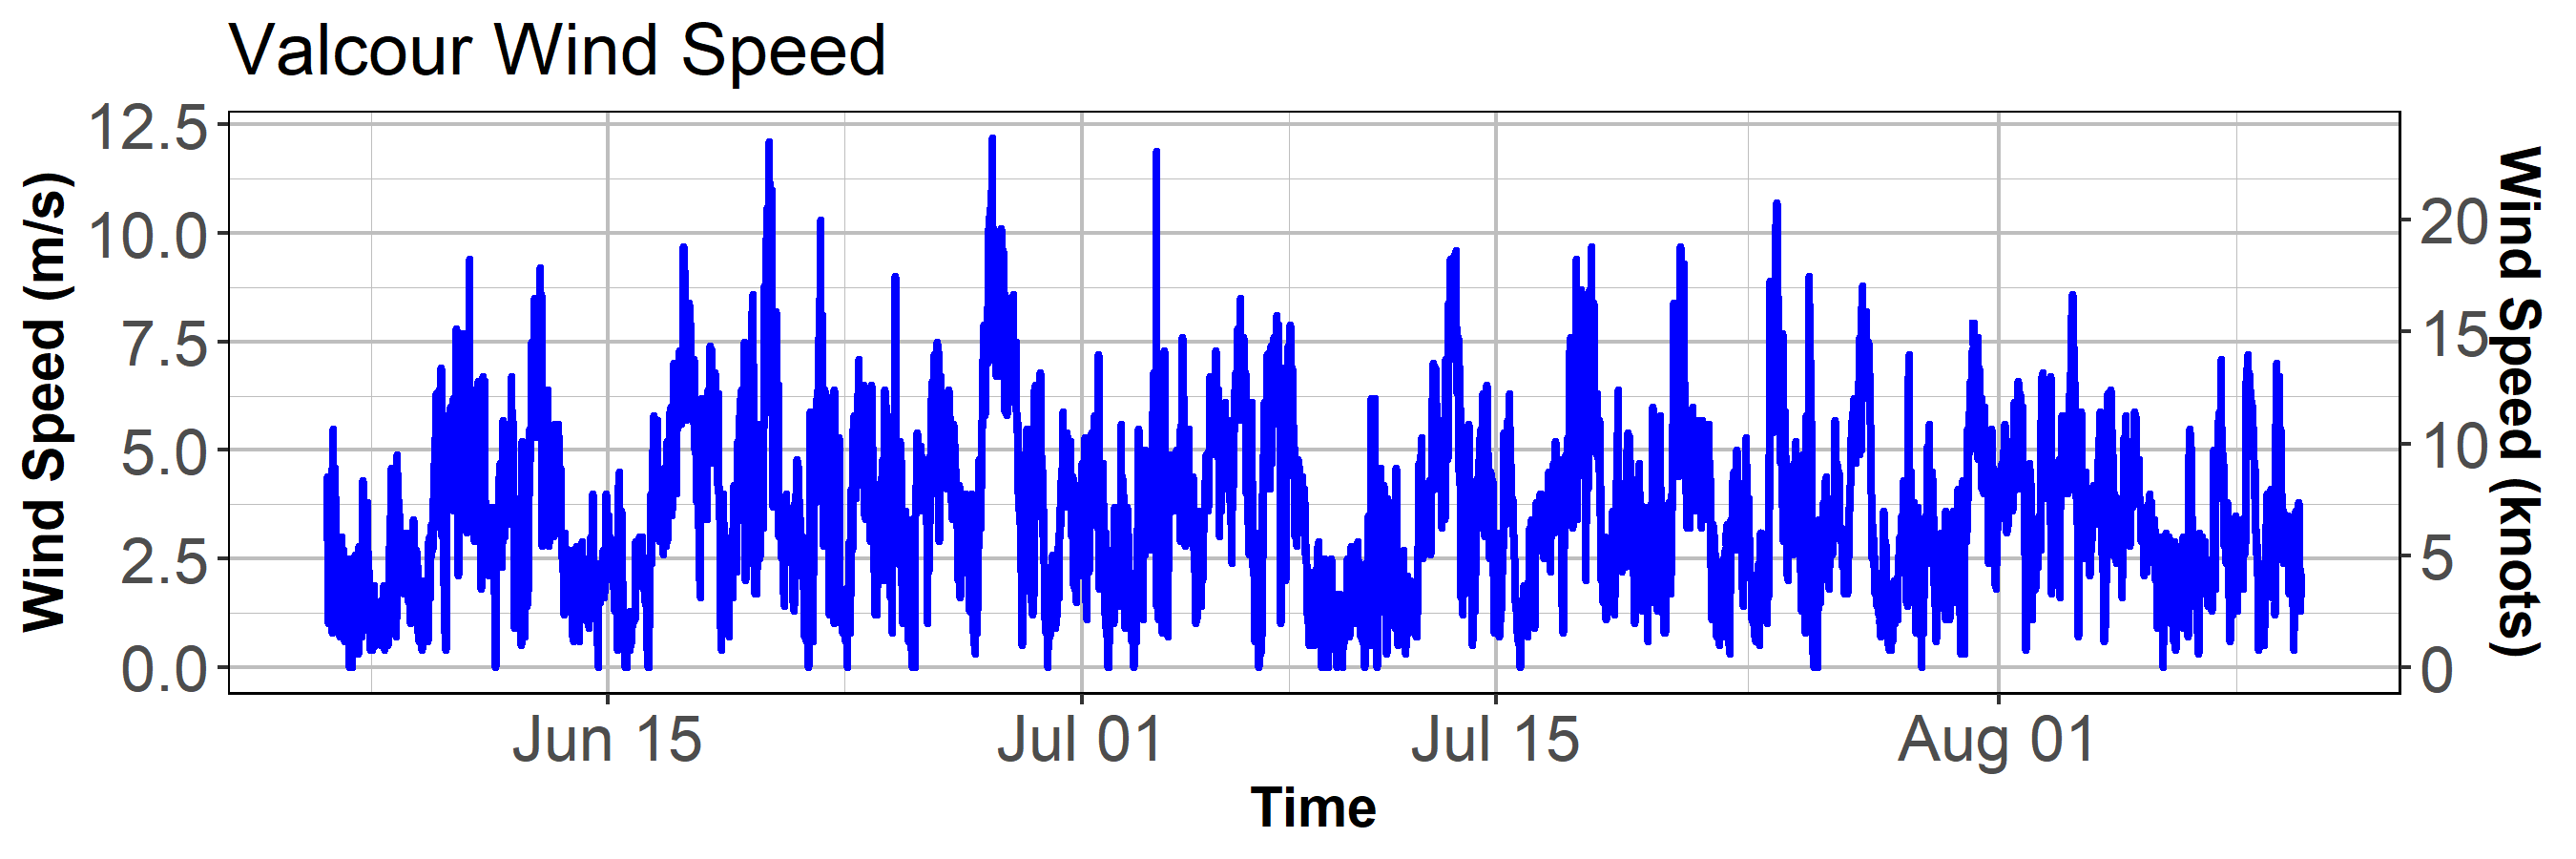 Valcour Wind Speed
Wind Speed (m/s)
12.5
10.0
7.5
5.0
2.5
0.0
20
15
10
5
0
Wind Speed (knots)
Jun 15
Jul 01
Jul 15
Aug 01
Time